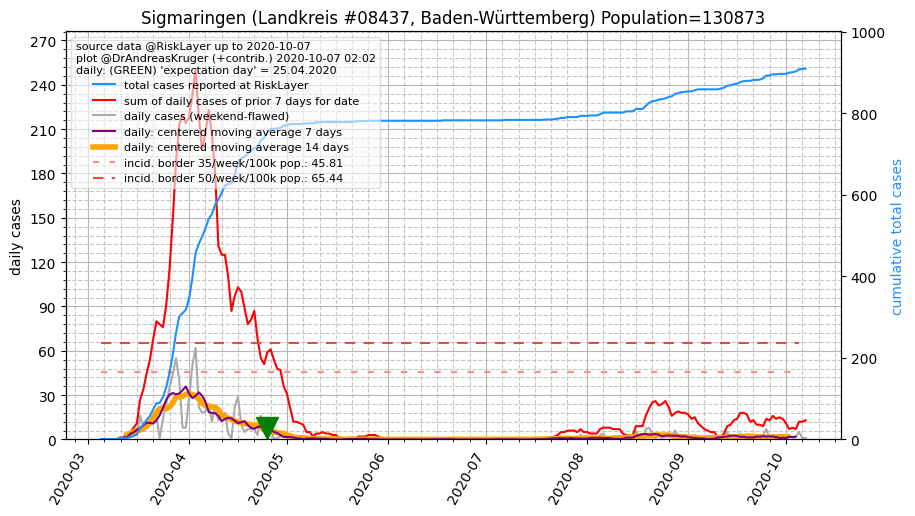 Sigmaringen (Landkreis #08437, Baden-Württemberg) Population=130873
source data @RiskLayer up to 2020-10-07
plot @DrAndreasKruger (+contrib.) 2020-10-07 02:02
daily: (GREEN) 'expectation day' = 25.04.2020
total cases reported at RiskLayer
sum of daily cases of prior 7 days for date
daily cases (weekend-flawed)
daily: centered moving average 7 days
daily: centered moving average 14 days
incid. border 35/week/100k pop.: 45.81
incid. border 50/week/100k pop.: 65.44
daily cases
270
240
210
180
150
120
90
60
30
0
cumulative total cases
1000
800
600
400
200
0
2020-03
2020-04
2020-05
2020-06
2020-07
2020-08
2020-09
2020-10